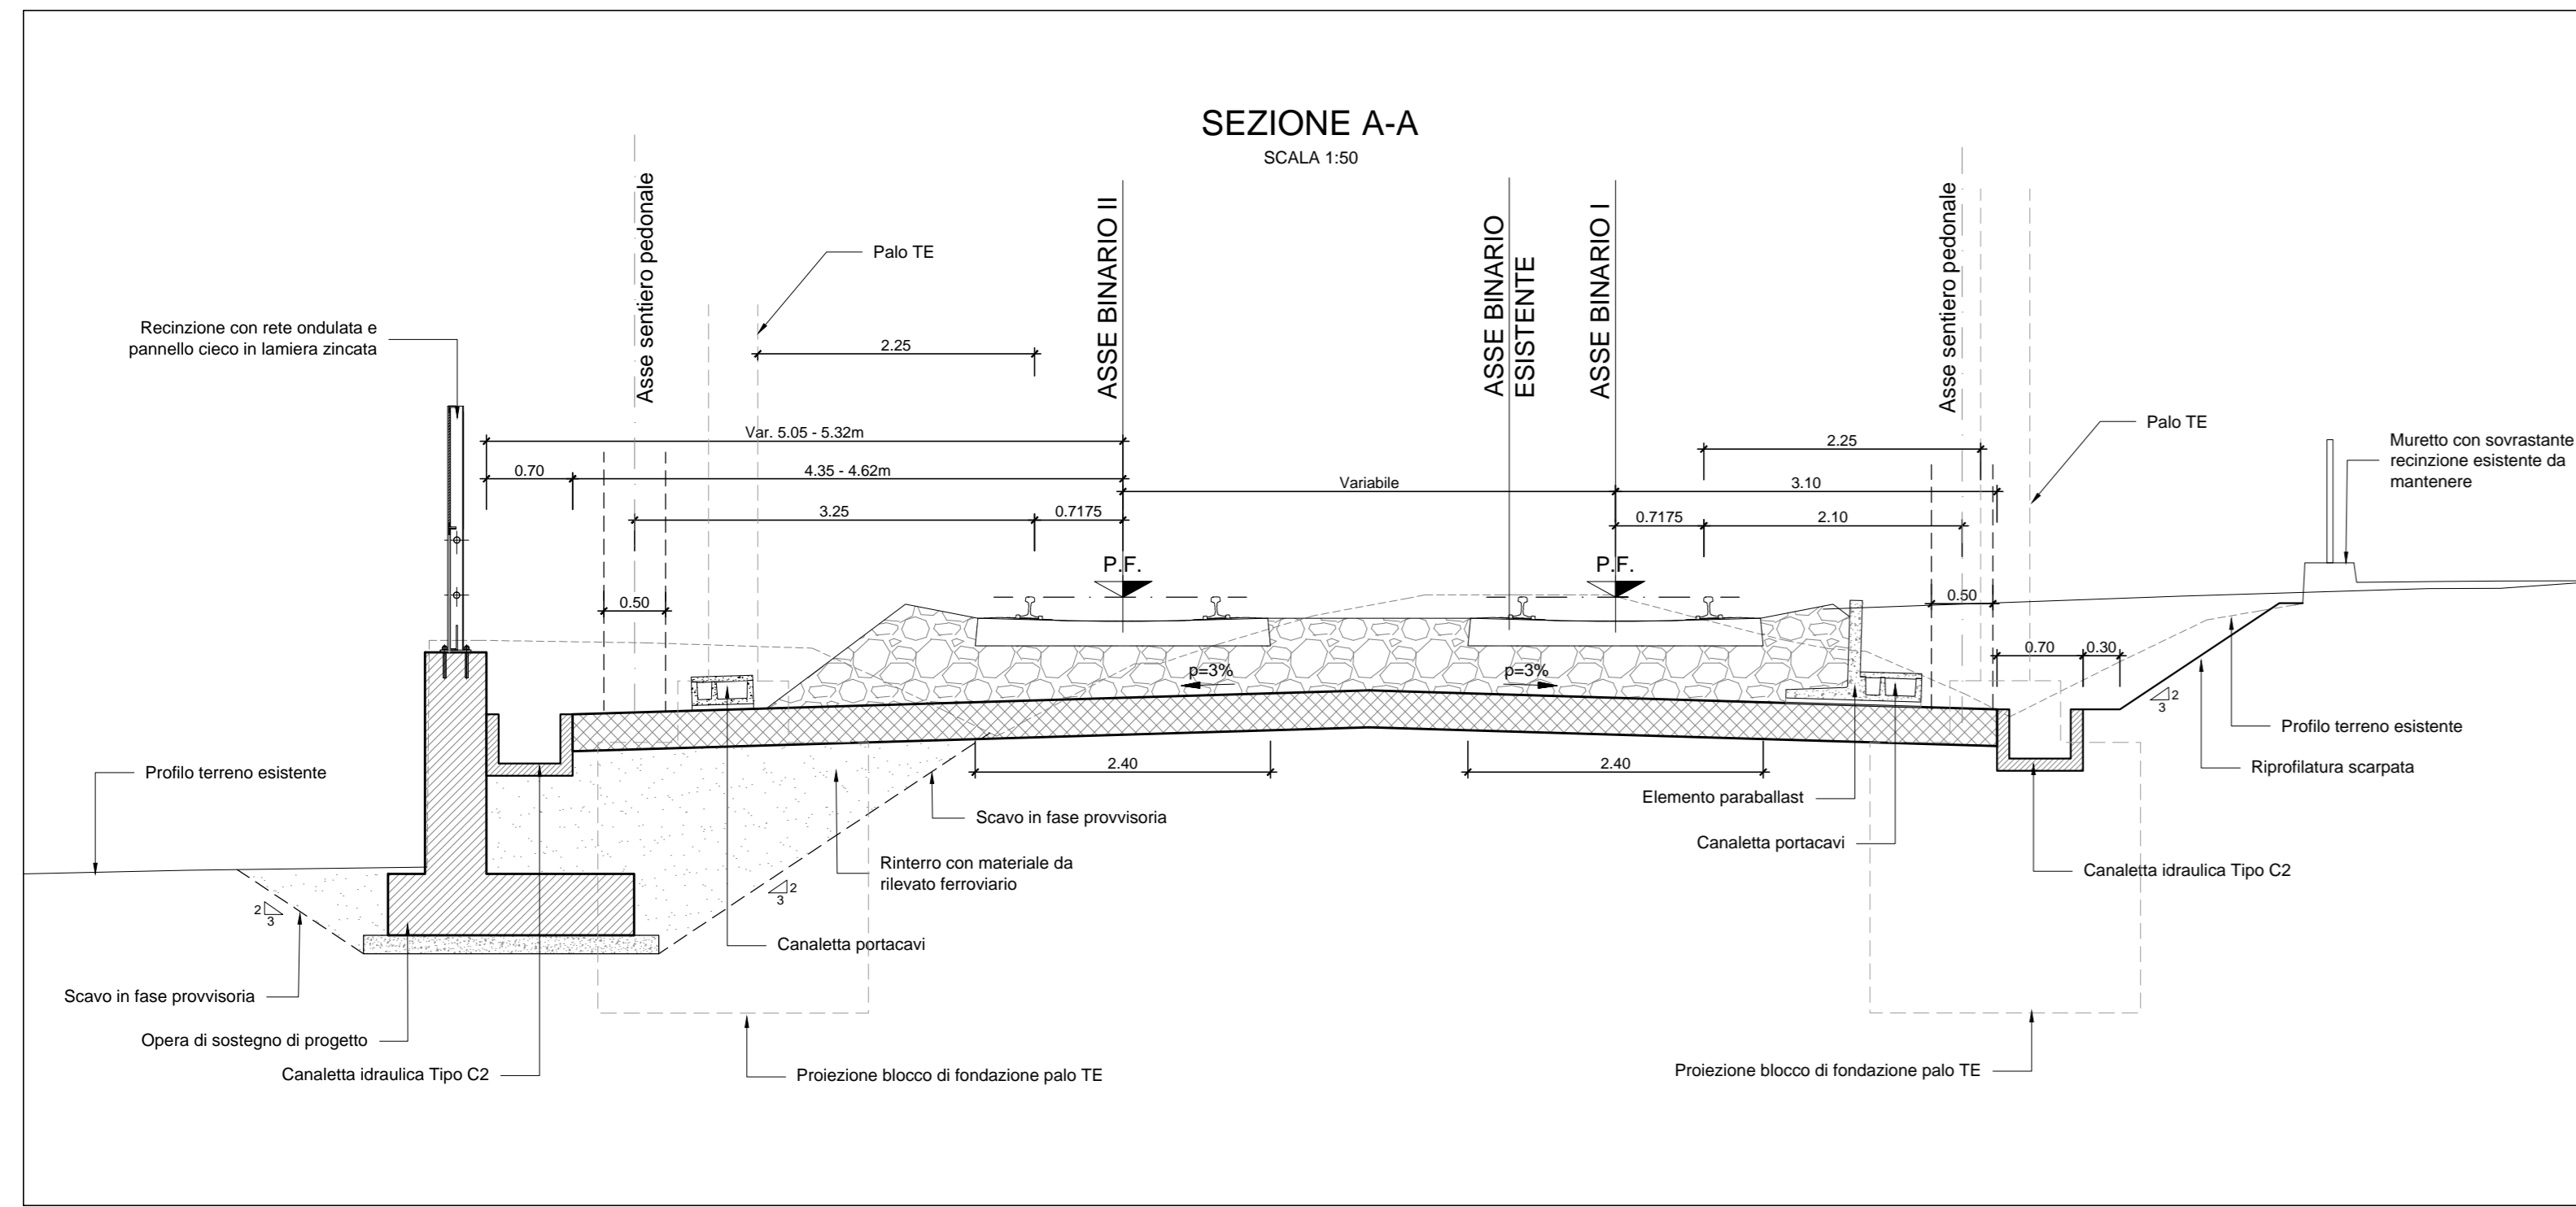 SEZIONE A-A
SCALA 1:50
Asse sentiero pedonale
ASSE BINARIO II
ASSE BINARIO
ESISTENTE
ASSE BINARIO I
Asse sentiero pedonale
Palo TE
Recinzione con rete ondulata e
pannello cieco in lamiera zincata
2.25
Palo TE
Muretto con sovrastante
recinzione esistente da
mantenere
Var. 5.05 - 5.32m
2.25
0.70
4.35 - 4.62m
Variabile
3.10
3.25
0.7175
0.7175
2.10
P.F.
P.F.
0.50
0.50
0.70
0.30
p=3%
p=3%
2
3
Profilo terreno esistente
Riprofilatura scarpata
Profilo terreno esistente
2.40
2.40
Elemento paraballast
Scavo in fase provvisoria
Canaletta portacavi
Rinterro con materiale da
rilevato ferroviario
Canaletta idraulica Tipo C2
2
3
2
3
Canaletta portacavi
Scavo in fase provvisoria
Opera di sostegno di progetto
Canaletta idraulica Tipo C2
Proiezione blocco di fondazione palo TE
Proiezione blocco di fondazione palo TE